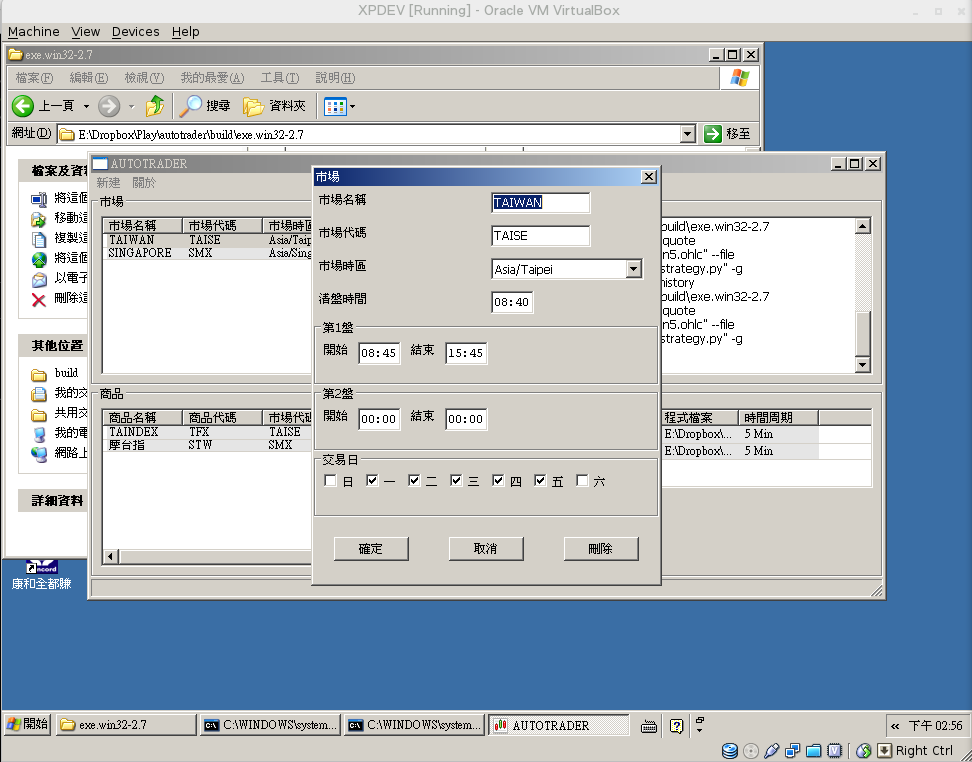 XPDEV [Running] - Oracle VM VirtualBox
Machine View Devices Help
exe.win32-2.7
檔案(F) 編輯(E) 檢視(V) 我的最愛(A) 工具(T) 說明(H)
上一頁 搜尋 資料夾
網址(D) E:\Dropbox\Play\autotrader\build\exe.win32-2.7 移至
檔案及資料
將這個
移動這
複製這
將這個
以電子
刪除這
其他位置
build
我的文
共用文
我的電
網路上
詳細資料
AUTOTRADER
新建 關於
市場
市場名稱 市場代碼 市場時區
TAIWAN TAISE Asia/Taip
SINGAPORE SMX Asia/Sing
商品
商品名稱 商品代碼 市場代碼
TAINDEX TFX TAISE
摩台指 STW SMX
市場
市場名稱 TAIWAN
市場代碼 TAISE
市場時區 Asia/Taipei
清盤時間 08:40
第1盤
開始 08:45 結束 15:45
第2盤
開始 00:00 結束 00:00
交易日
日 一 二 三 四 五 六
確定 取消 刪除
build\exe.win32-2.7
quote
n5.ohlc" --file
strategy.py" -g
history
build\exe.win32-2.7
quote
n5.ohlc" --file
strategy.py" -g
程式檔案 時間周期
E:\Dropbox\... 5 Min
E:\Dropbox\... 5 Min
康和全都賺
開始 exe.win32-2.7 C:\WINDOWS\system... C:\WINDOWS\system... AUTOTRADER « 下午 02:56
Right Ctrl